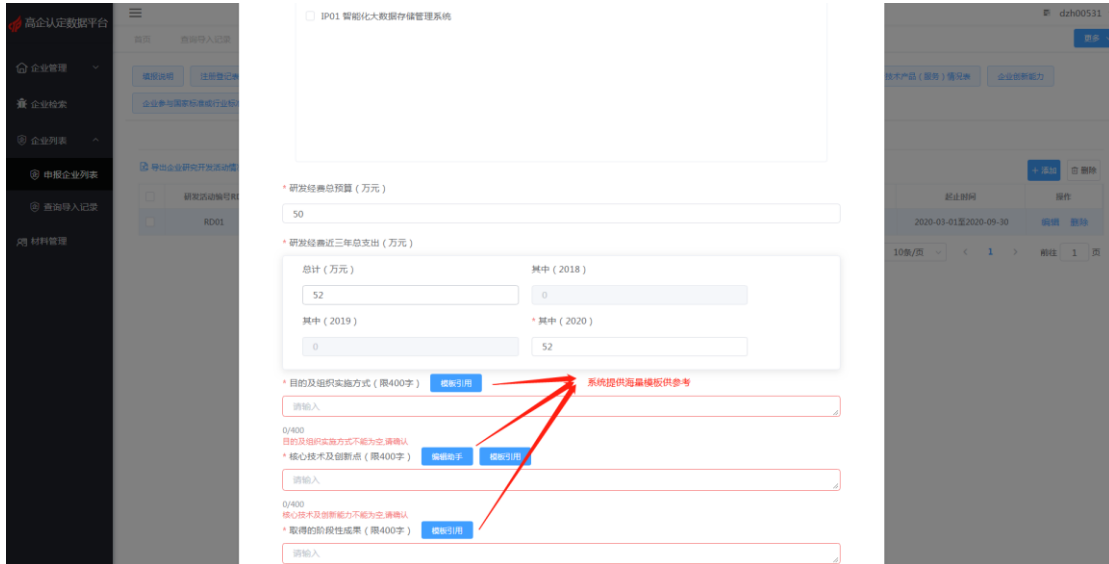 高企认定数据平台
企业管理
企业检索
企业列表
申报企业列表
查询导入记录
材料管理
dzh00531
首页 查询导入记录
更多
填报说明 注册登记表
技术产品（服务）情况表 企业创新能力
企业参与国家标准或行业标准
导出企业研究开发活动情
+ 添加 删除
研发活动编号RD
起止时间 操作
RD01
2020-03-01至2020-09-30 编辑 删除
10条/页 < 1 > 前往 1 页
IP01 智能化大数据存储管理系统
* 研发经费总预算（万元）
50
* 研发经费近三年总支出（万元）
总计（万元） 其中（2018）
52 0
其中（2019） * 其中（2020）
0 52
* 目的及组织实施方式（限400字） 模板引用 系统提供海量模板供参考
请输入
0/400
目的及组织实施方式不能为空,请确认
* 核心技术及创新点（限400字） 编辑助手 模板引用
请输入
0/400
核心技术及创新能力不能为空,请确认
* 取得的阶段性成果（限400字） 模板引用
请输入